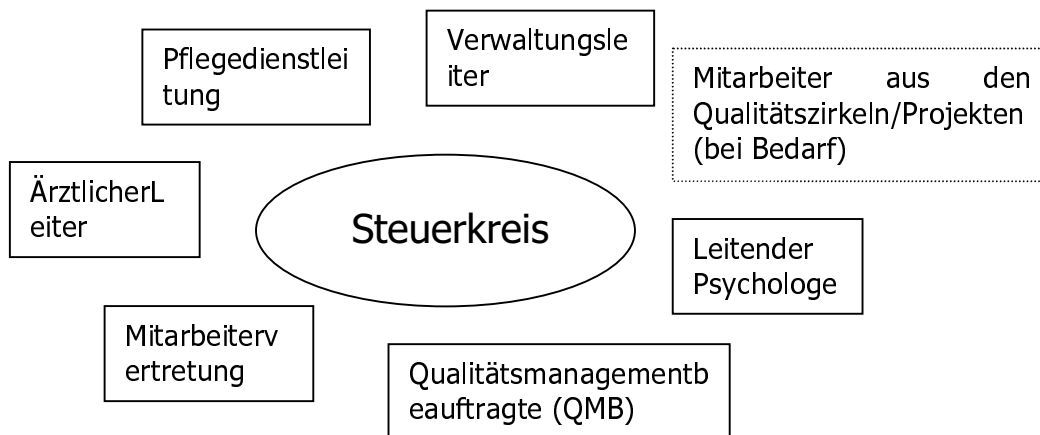 Verwaltungsle
iter
Pflegedienstlei
tung
Mitarbeiter aus den
Qualitätszirkeln/Projekten
(bei Bedarf)
ÄrztlicherL
eiter
Steuerkreis
Leitender
Psychologe
Mitarbeiterv
ertretung
Qualitätsmanagementb
eauftragte (QMB)